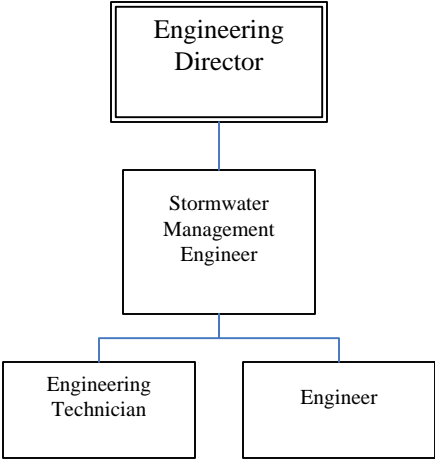 Engineering
Director
Stormwater
Management
Engineer
Engineering
Technician
Engineer